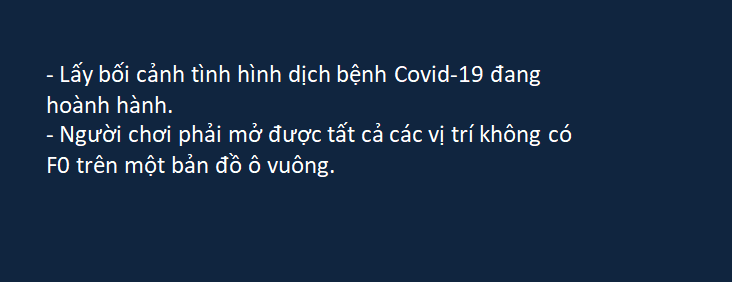 - Lấy bối cảnh tình hình dịch bệnh Covid-19 đang
hoành hành.
- Người chơi phải mở được tất cả các vị trí không có
F0 trên một bản đồ ô vuông.